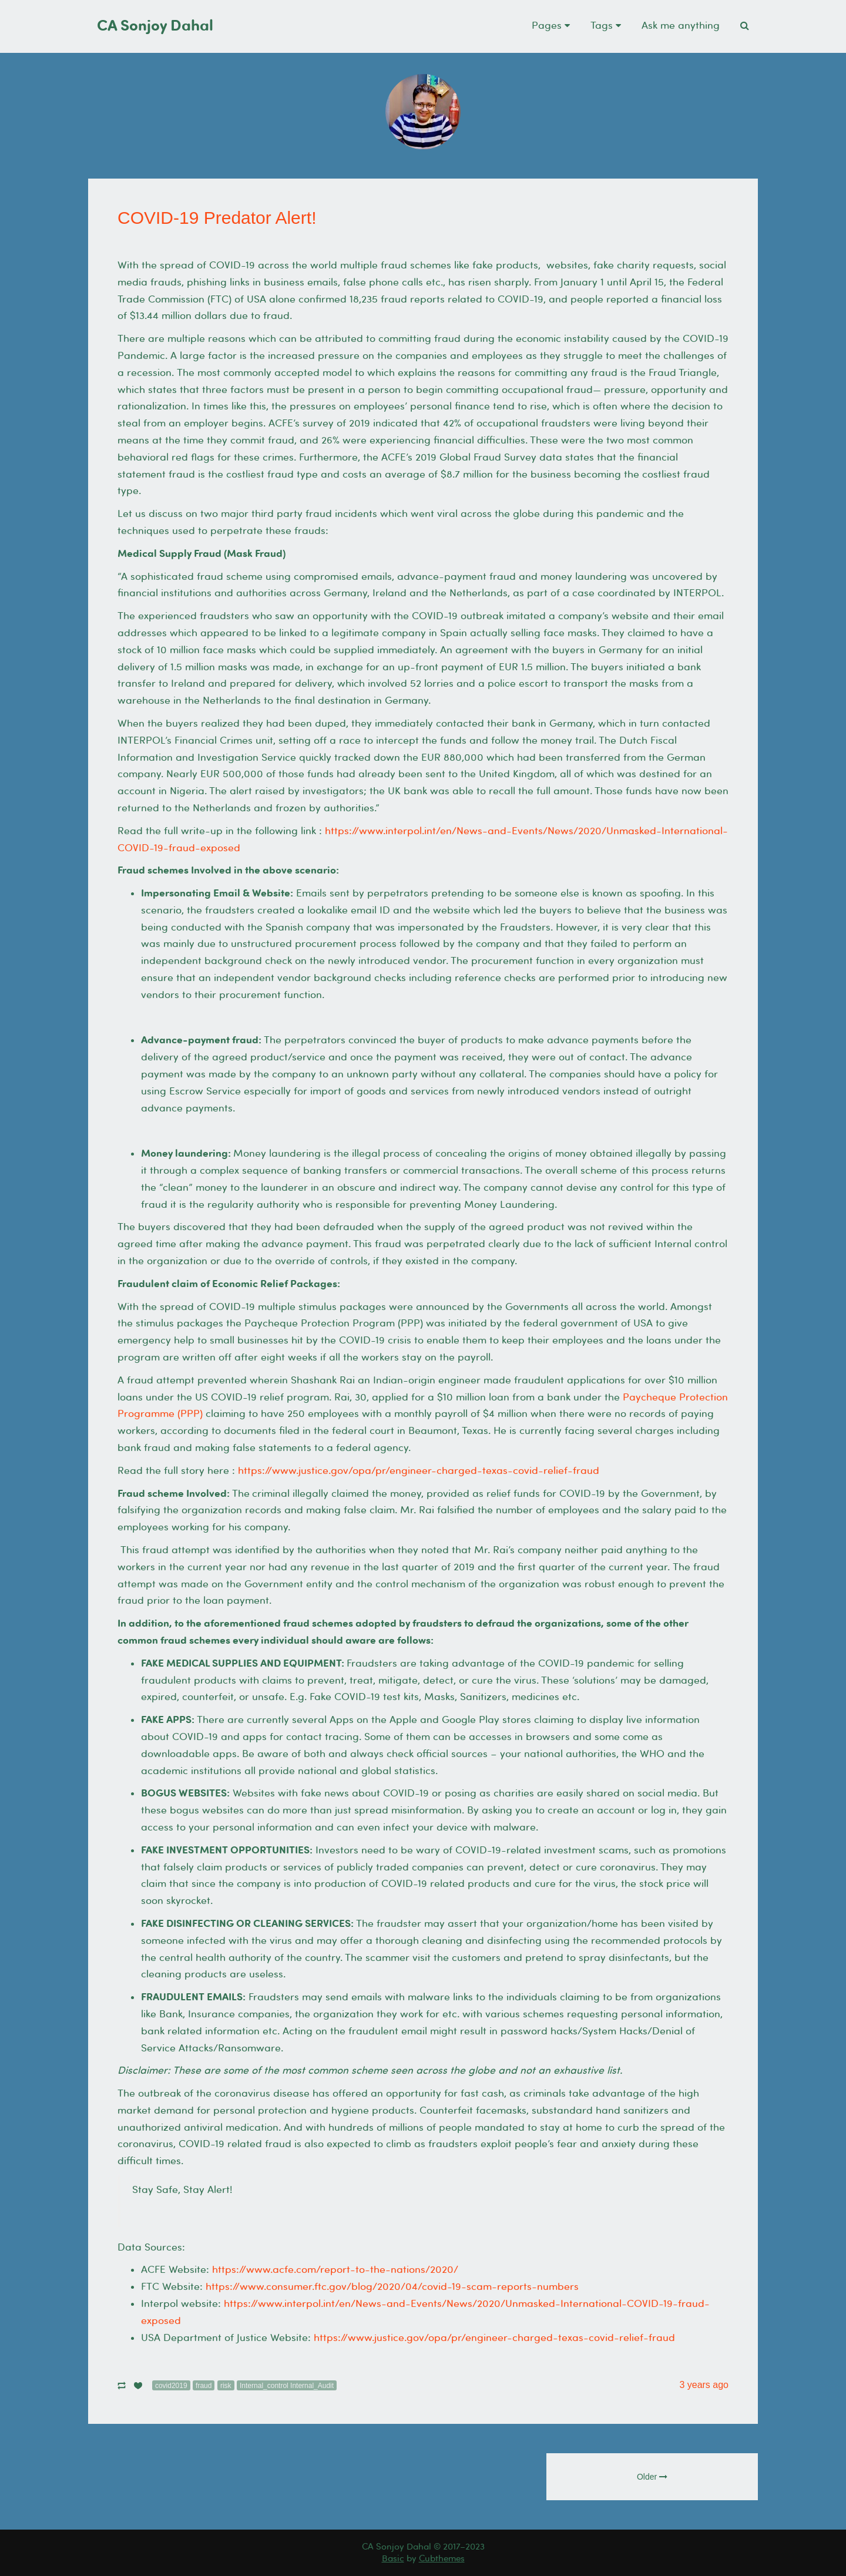 CA Sonjoy Dahal
Pages
Tags
Ask me anything
COVID-19 Predator Alert!
With the spread of COVID-19 across the world multiple fraud schemes like fake products,  websites, fake charity requests, social
media frauds, phishing links in business emails, false phone calls etc., has risen sharply. From January 1 until April 15, the Federal
Trade Commission (FTC) of USA alone confirmed 18,235 fraud reports related to COVID-19, and people reported a financial loss
of $13.44 million dollars due to fraud.
There are multiple reasons which can be attributed to committing fraud during the economic instability caused by the COVID-19
Pandemic. A large factor is the increased pressure on the companies and employees as they struggle to meet the challenges of
a recession. The most commonly accepted model to which explains the reasons for committing any fraud is the Fraud Triangle,
which states that three factors must be present in a person to begin committing occupational fraud— pressure, opportunity and
rationalization. In times like this, the pressures on employees’ personal finance tend to rise, which is often where the decision to
steal from an employer begins. ACFE’s survey of 2019 indicated that 42% of occupational fraudsters were living beyond their
means at the time they commit fraud, and 26% were experiencing financial difficulties. These were the two most common
behavioral red flags for these crimes. Furthermore, the ACFE’s 2019 Global Fraud Survey data states that the financial
statement fraud is the costliest fraud type and costs an average of $8.7 million for the business becoming the costliest fraud
type.
Let us discuss on two major third party fraud incidents which went viral across the globe during this pandemic and the
techniques used to perpetrate these frauds:
Medical Supply Fraud (Mask Fraud)
“A sophisticated fraud scheme using compromised emails, advance-payment fraud and money laundering was uncovered by
financial institutions and authorities across Germany, Ireland and the Netherlands, as part of a case coordinated by INTERPOL.
The experienced fraudsters who saw an opportunity with the COVID-19 outbreak imitated a company’s website and their email
addresses which appeared to be linked to a legitimate company in Spain actually selling face masks. They claimed to have a
stock of 10 million face masks which could be supplied immediately. An agreement with the buyers in Germany for an initial
delivery of 1.5 million masks was made, in exchange for an up-front payment of EUR 1.5 million. The buyers initiated a bank
transfer to Ireland and prepared for delivery, which involved 52 lorries and a police escort to transport the masks from a
warehouse in the Netherlands to the final destination in Germany.
When the buyers realized they had been duped, they immediately contacted their bank in Germany, which in turn contacted
INTERPOL’s Financial Crimes unit, setting off a race to intercept the funds and follow the money trail. The Dutch Fiscal
Information and Investigation Service quickly tracked down the EUR 880,000 which had been transferred from the German
company. Nearly EUR 500,000 of those funds had already been sent to the United Kingdom, all of which was destined for an
account in Nigeria. The alert raised by investigators; the UK bank was able to recall the full amount. Those funds have now been
returned to the Netherlands and frozen by authorities.”
Read the full write-up in the following link : https://www.interpol.int/en/News-and-Events/News/2020/Unmasked-International-
COVID-19-fraud-exposed
Fraud schemes Involved in the above scenario:
• Impersonating Email & Website: Emails sent by perpetrators pretending to be someone else is known as spoofing. In this
scenario, the fraudsters created a lookalike email ID and the website which led the buyers to believe that the business was
being conducted with the Spanish company that was impersonated by the Fraudsters. However, it is very clear that this
was mainly due to unstructured procurement process followed by the company and that they failed to perform an
independent background check on the newly introduced vendor. The procurement function in every organization must
ensure that an independent vendor background checks including reference checks are performed prior to introducing new
vendors to their procurement function.
• Advance-payment fraud: The perpetrators convinced the buyer of products to make advance payments before the
delivery of the agreed product/service and once the payment was received, they were out of contact. The advance
payment was made by the company to an unknown party without any collateral. The companies should have a policy for
using Escrow Service especially for import of goods and services from newly introduced vendors instead of outright
advance payments.
• Money laundering: Money laundering is the illegal process of concealing the origins of money obtained illegally by passing
it through a complex sequence of banking transfers or commercial transactions. The overall scheme of this process returns
the “clean” money to the launderer in an obscure and indirect way. The company cannot devise any control for this type of
fraud it is the regularity authority who is responsible for preventing Money Laundering.
The buyers discovered that they had been defrauded when the supply of the agreed product was not revived within the
agreed time after making the advance payment. This fraud was perpetrated clearly due to the lack of sufficient Internal control
in the organization or due to the override of controls, if they existed in the company.
Fraudulent claim of Economic Relief Packages:
With the spread of COVID-19 multiple stimulus packages were announced by the Governments all across the world. Amongst
the stimulus packages the Paycheque Protection Program (PPP) was initiated by the federal government of USA to give
emergency help to small businesses hit by the COVID-19 crisis to enable them to keep their employees and the loans under the
program are written off after eight weeks if all the workers stay on the payroll.
A fraud attempt prevented wherein Shashank Rai an Indian-origin engineer made fraudulent applications for over $10 million
loans under the US COVID-19 relief program. Rai, 30, applied for a $10 million loan from a bank under the Paycheque Protection
Programme (PPP) claiming to have 250 employees with a monthly payroll of $4 million when there were no records of paying
workers, according to documents filed in the federal court in Beaumont, Texas. He is currently facing several charges including
bank fraud and making false statements to a federal agency.
Read the full story here : https://www.justice.gov/opa/pr/engineer-charged-texas-covid-relief-fraud
Fraud scheme Involved: The criminal illegally claimed the money, provided as relief funds for COVID-19 by the Government, by
falsifying the organization records and making false claim. Mr. Rai falsified the number of employees and the salary paid to the
employees working for his company.
This fraud attempt was identified by the authorities when they noted that Mr. Rai’s company neither paid anything to the
workers in the current year nor had any revenue in the last quarter of 2019 and the first quarter of the current year. The fraud
attempt was made on the Government entity and the control mechanism of the organization was robust enough to prevent the
fraud prior to the loan payment.
In addition, to the aforementioned fraud schemes adopted by fraudsters to defraud the organizations, some of the other
common fraud schemes every individual should aware are follows:
• FAKE MEDICAL SUPPLIES AND EQUIPMENT: Fraudsters are taking advantage of the COVID-19 pandemic for selling
fraudulent products with claims to prevent, treat, mitigate, detect, or cure the virus. These ‘solutions’ may be damaged,
expired, counterfeit, or unsafe. E.g. Fake COVID-19 test kits, Masks, Sanitizers, medicines etc.
• FAKE APPS: There are currently several Apps on the Apple and Google Play stores claiming to display live information
about COVID-19 and apps for contact tracing. Some of them can be accesses in browsers and some come as
downloadable apps. Be aware of both and always check official sources – your national authorities, the WHO and the
academic institutions all provide national and global statistics.
• BOGUS WEBSITES: Websites with fake news about COVID-19 or posing as charities are easily shared on social media. But
these bogus websites can do more than just spread misinformation. By asking you to create an account or log in, they gain
access to your personal information and can even infect your device with malware.
• FAKE INVESTMENT OPPORTUNITIES: Investors need to be wary of COVID-19-related investment scams, such as promotions
that falsely claim products or services of publicly traded companies can prevent, detect or cure coronavirus. They may
claim that since the company is into production of COVID-19 related products and cure for the virus, the stock price will
soon skyrocket.
• FAKE DISINFECTING OR CLEANING SERVICES: The fraudster may assert that your organization/home has been visited by
someone infected with the virus and may offer a thorough cleaning and disinfecting using the recommended protocols by
the central health authority of the country. The scammer visit the customers and pretend to spray disinfectants, but the
cleaning products are useless.
• FRAUDULENT EMAILS: Fraudsters may send emails with malware links to the individuals claiming to be from organizations
like Bank, Insurance companies, the organization they work for etc. with various schemes requesting personal information,
bank related information etc. Acting on the fraudulent email might result in password hacks/System Hacks/Denial of
Service Attacks/Ransomware.
Disclaimer: These are some of the most common scheme seen across the globe and not an exhaustive list.
The outbreak of the coronavirus disease has offered an opportunity for fast cash, as criminals take advantage of the high
market demand for personal protection and hygiene products. Counterfeit facemasks, substandard hand sanitizers and
unauthorized antiviral medication. And with hundreds of millions of people mandated to stay at home to curb the spread of the
coronavirus, COVID-19 related fraud is also expected to climb as fraudsters exploit people’s fear and anxiety during these
difficult times.
Stay Safe, Stay Alert!
Data Sources:
• ACFE Website: https://www.acfe.com/report-to-the-nations/2020/
• FTC Website: https://www.consumer.ftc.gov/blog/2020/04/covid-19-scam-reports-numbers
• Interpol website: https://www.interpol.int/en/News-and-Events/News/2020/Unmasked-International-COVID-19-fraud-
exposed
• USA Department of Justice Website: https://www.justice.gov/opa/pr/engineer-charged-texas-covid-relief-fraud
covid2019 fraud risk Internal_control Internal_Audit
3 years ago
Older
CA Sonjoy Dahal © 2017-2023
Basic by Cubthemes